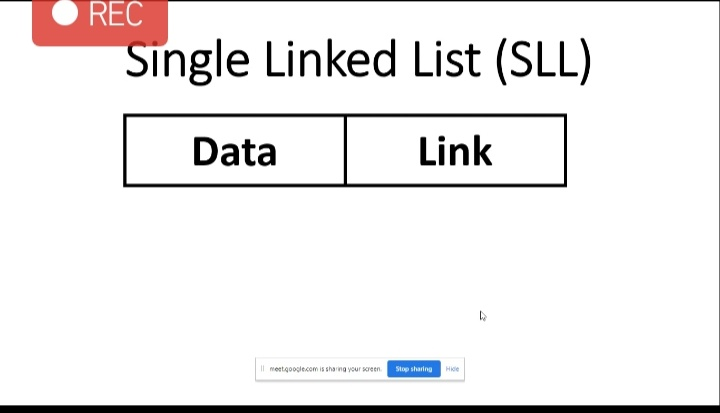 REC
Single Linked List (SLL)
Data Link
meet.google.com is sharing your screen. Stop sharing Hide